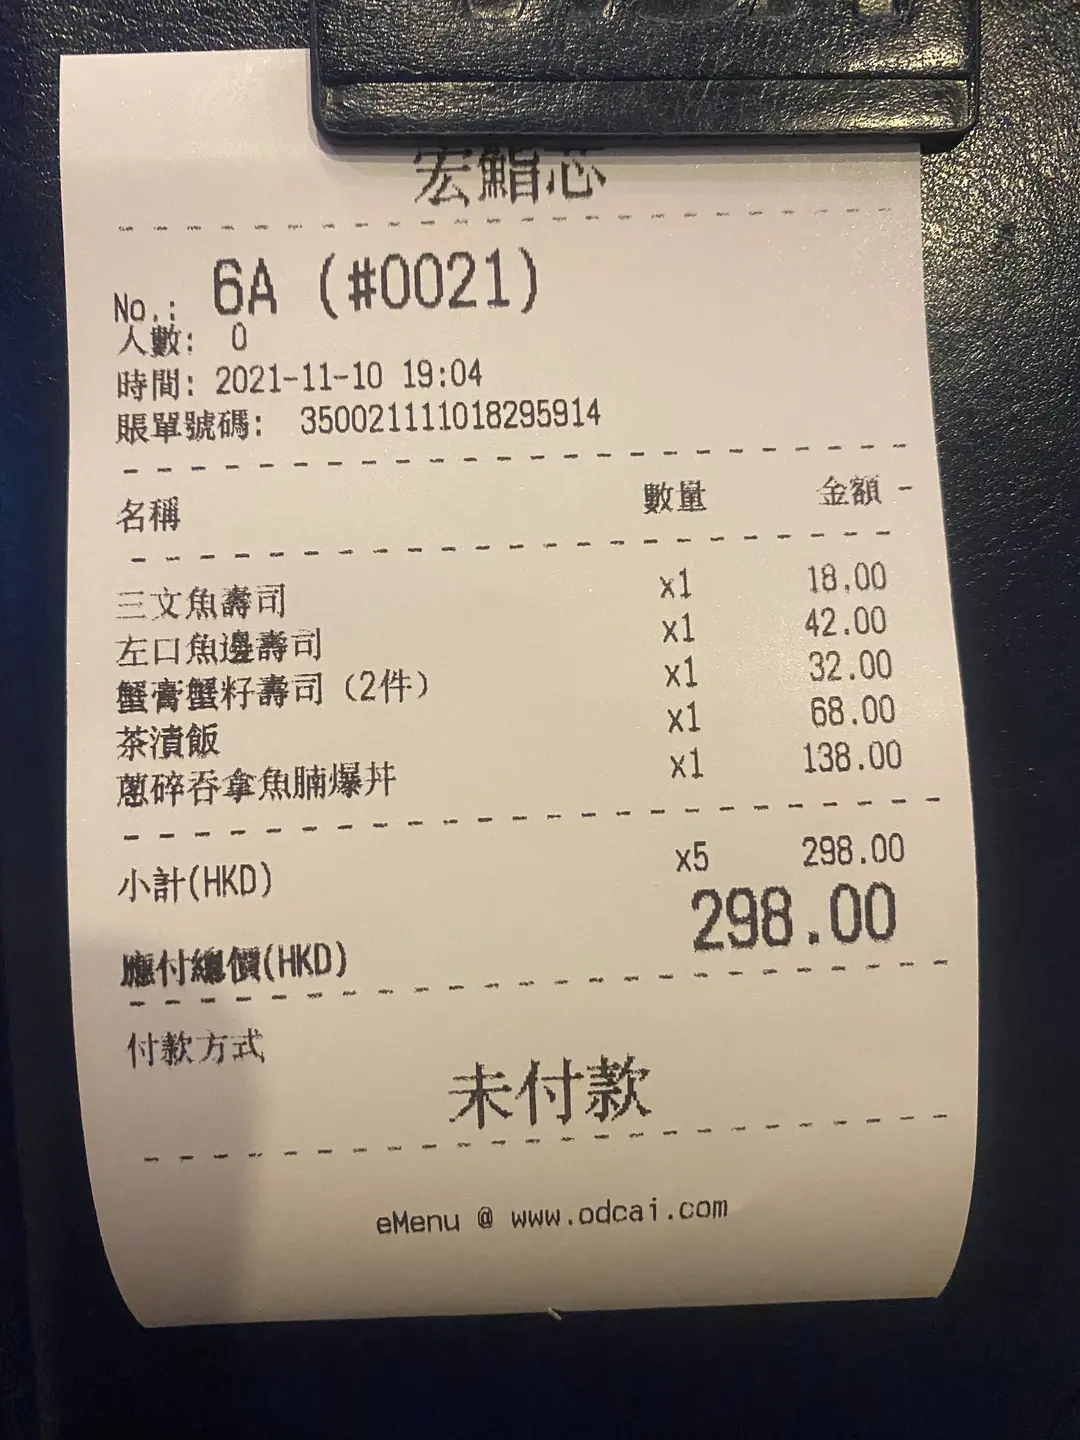 宏鮨芯
No.: 6A (#0021)
人數: 0
時間: 2021-11-10 19:04
賬單號碼: 350021111018295914
名稱 數量 金額
三文魚壽司 x1 18.00
左口魚邊壽司 x1 42.00
蟹膏蟹籽壽司 (2件) x1 32.00
茶漬飯 x1 68.00
蔥碎吞拿魚腩爆丼 x1 138.00
小計(HKD) x5 298.00
應付總價(HKD) 298.00
付款方式
未付款
eMenu @ www.odcai.com